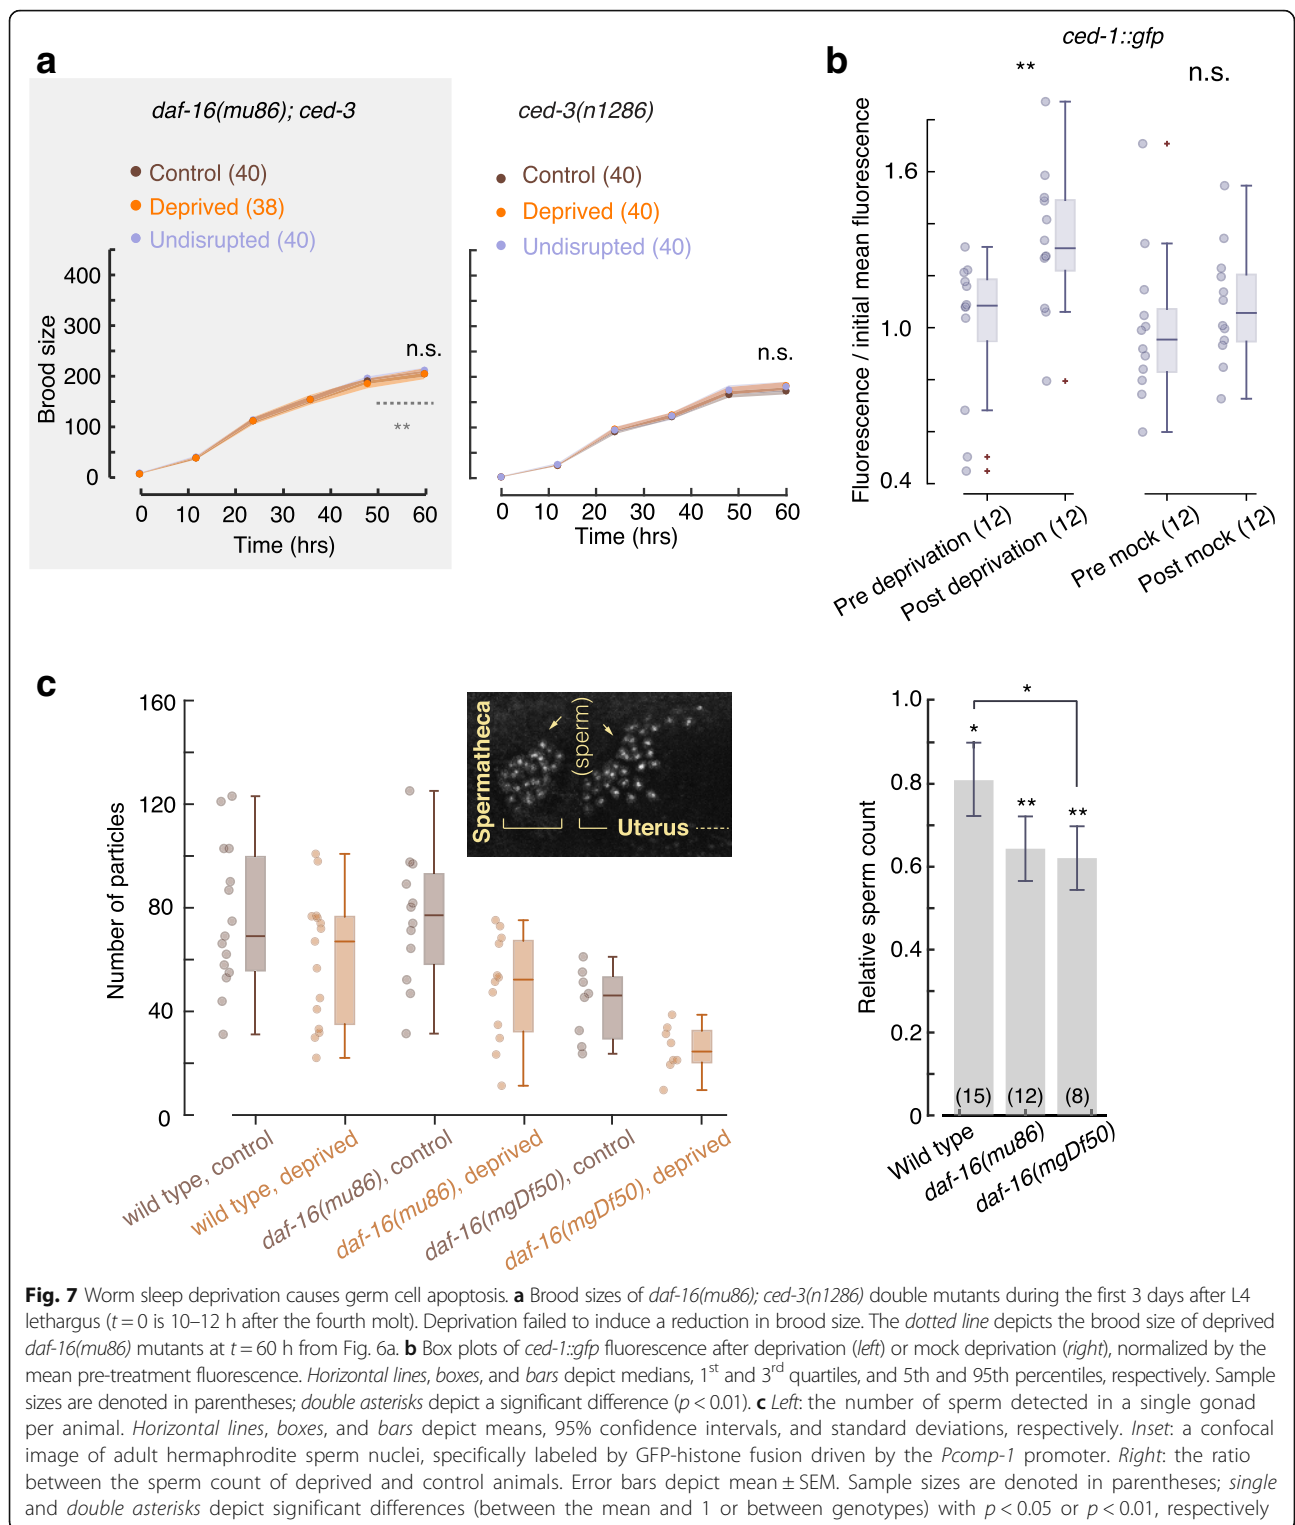 a
daf-16(mu86); ced-3
Control (40)
Deprived (38)
Undisrupted (40)
ced-3(n1286)
Control (40)
Deprived (40)
Undisrupted (40)
Brood size
400
300
200
100
0
n.s.
**
n.s.
0 10 20 30 40 50 60
Time (hrs)
0 10 20 30 40 50 60
Time (hrs)
b
ced-1::gfp
**
n.s.
Fluorescence / initial mean fluorescence
1.6
1.0
0.4
Pre deprivation (12)
Post deprivation (12)
Pre mock (12)
Post mock (12)
c
Number of particles
160
120
80
40
0
Spermatheca
(sperm)
Uterus
wild type, control
wild type, deprived
daf-16(mu86), control
daf-16(mu86), deprived
daf-16(mgDf50), control
daf-16(mgDf50), deprived
Relative sperm count
1.0
0.8
0.6
0.4
0.2
0
*
*
**
**
(15)
(12)
(8)
Wild type
daf-16(mu86)
daf-16(mgDf50)
Fig. 7 Worm sleep deprivation causes germ cell apoptosis. a Brood sizes of daf-16(mu86); ced-3(n1286) double mutants during the first 3 days after L4
lethargus (t = 0 is 10–12 h after the fourth molt). Deprivation failed to induce a reduction in brood size. The dotted line depicts the brood size of deprived
daf-16(mu86) mutants at t = 60 h from Fig. 6a. b Box plots of ced-1::gfp fluorescence after deprivation (left) or mock deprivation (right), normalized by the
mean pre-treatment fluorescence. Horizontal lines, boxes, and bars depict medians, 1st and 3rd quartiles, and 5th and 95th percentiles, respectively. Sample
sizes are denoted in parentheses; double asterisks depict a significant difference (p < 0.01). c Left: the number of sperm detected in a single gonad
per animal. Horizontal lines, boxes, and bars depict means, 95% confidence intervals, and standard deviations, respectively. Inset: a confocal
image of adult hermaphrodite sperm nuclei, specifically labeled by GFP-histone fusion driven by the Pcomp-1 promoter. Right: the ratio
between the sperm count of deprived and control animals. Error bars depict mean ± SEM. Sample sizes are denoted in parentheses; single
and double asterisks depict significant differences (between the mean and 1 or between genotypes) with p < 0.05 or p < 0.01, respectively